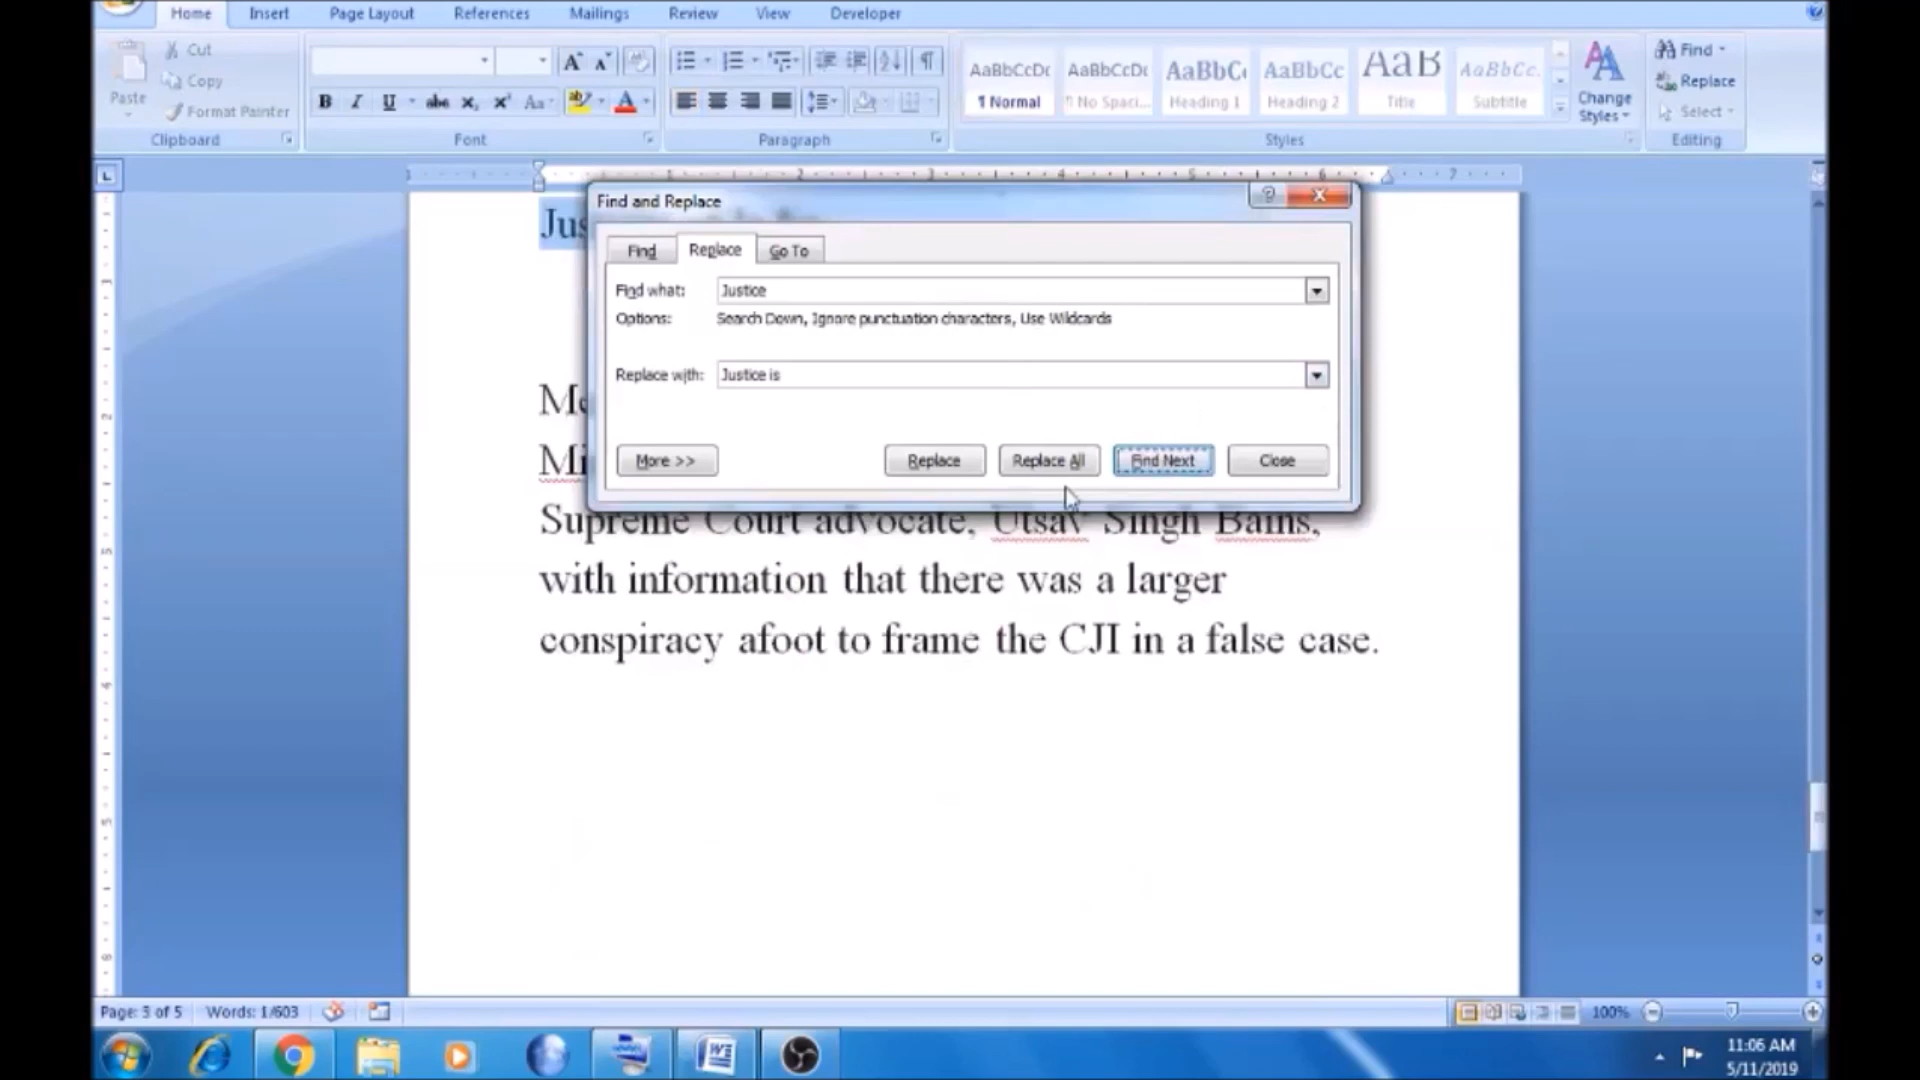 Home Insert Page Layout References Mailings Review View Developer
Paste Cut Copy Format Painter
Clipboard
Font
Paragraph
AaBbCcDc AaBbCcDc AaBbC AaBbCc AaB AaBbCc.
¶ Normal ¶ No Spaci... Heading 1 Heading 2 Title Subtitle
Styles
Change Styles
Find
Replace
Select
Editing
Find and Replace
Find Replace Go To
Find what: Justice
Options: Search Down, Ignore punctuation characters, Use Wildcards
Replace with: Justice is
More >> Replace Replace All Find Next Close
Supreme Court advocate, Utsav Singh Bains,
with information that there was a larger
conspiracy afoot to frame the CJI in a false case.
Page: 3 of 5 Words: 1/603 100%
11:06 AM
5/11/2019